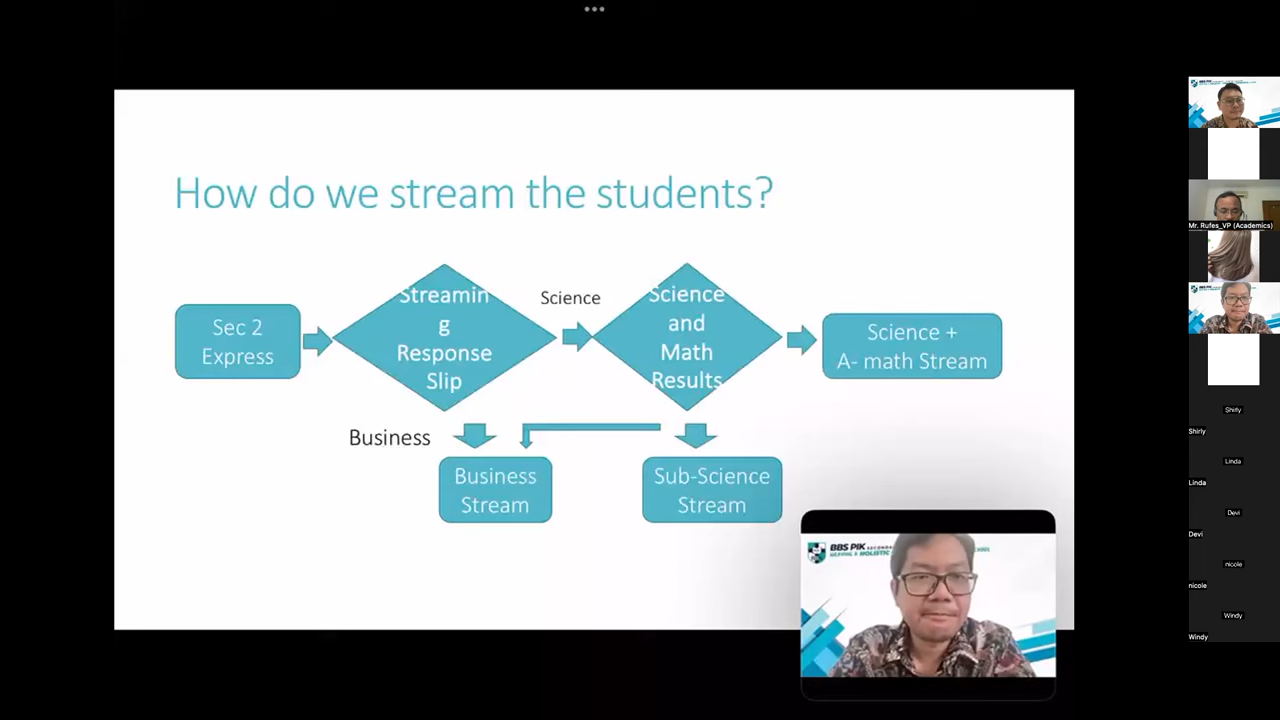 How do we stream the students?
Sec 2
Express
Streamin
g
Response
Slip
Science
Science
and
Math
Results
Science +
A- math Stream
Business
Business
Stream
Sub-Science
Stream
BBS PIK
Mr. Rufes_VP (Academics)
Shirly
Shirly
Linda
Linda
Devi
Devi
nicole
nicole
Windy
Windy